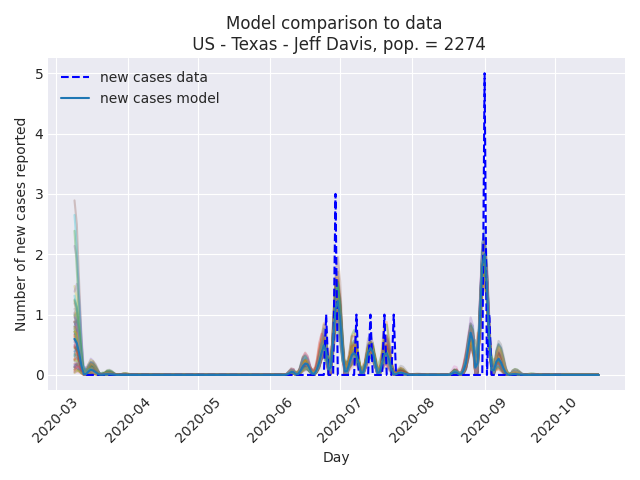 Model comparison to data
US - Texas - Jeff Davis, pop. = 2274
new cases data
new cases model
Number of new cases reported
5
4
3
2
1
0
2020-03
2020-04
2020-05
2020-06
2020-07
2020-08
2020-09
2020-10
Day